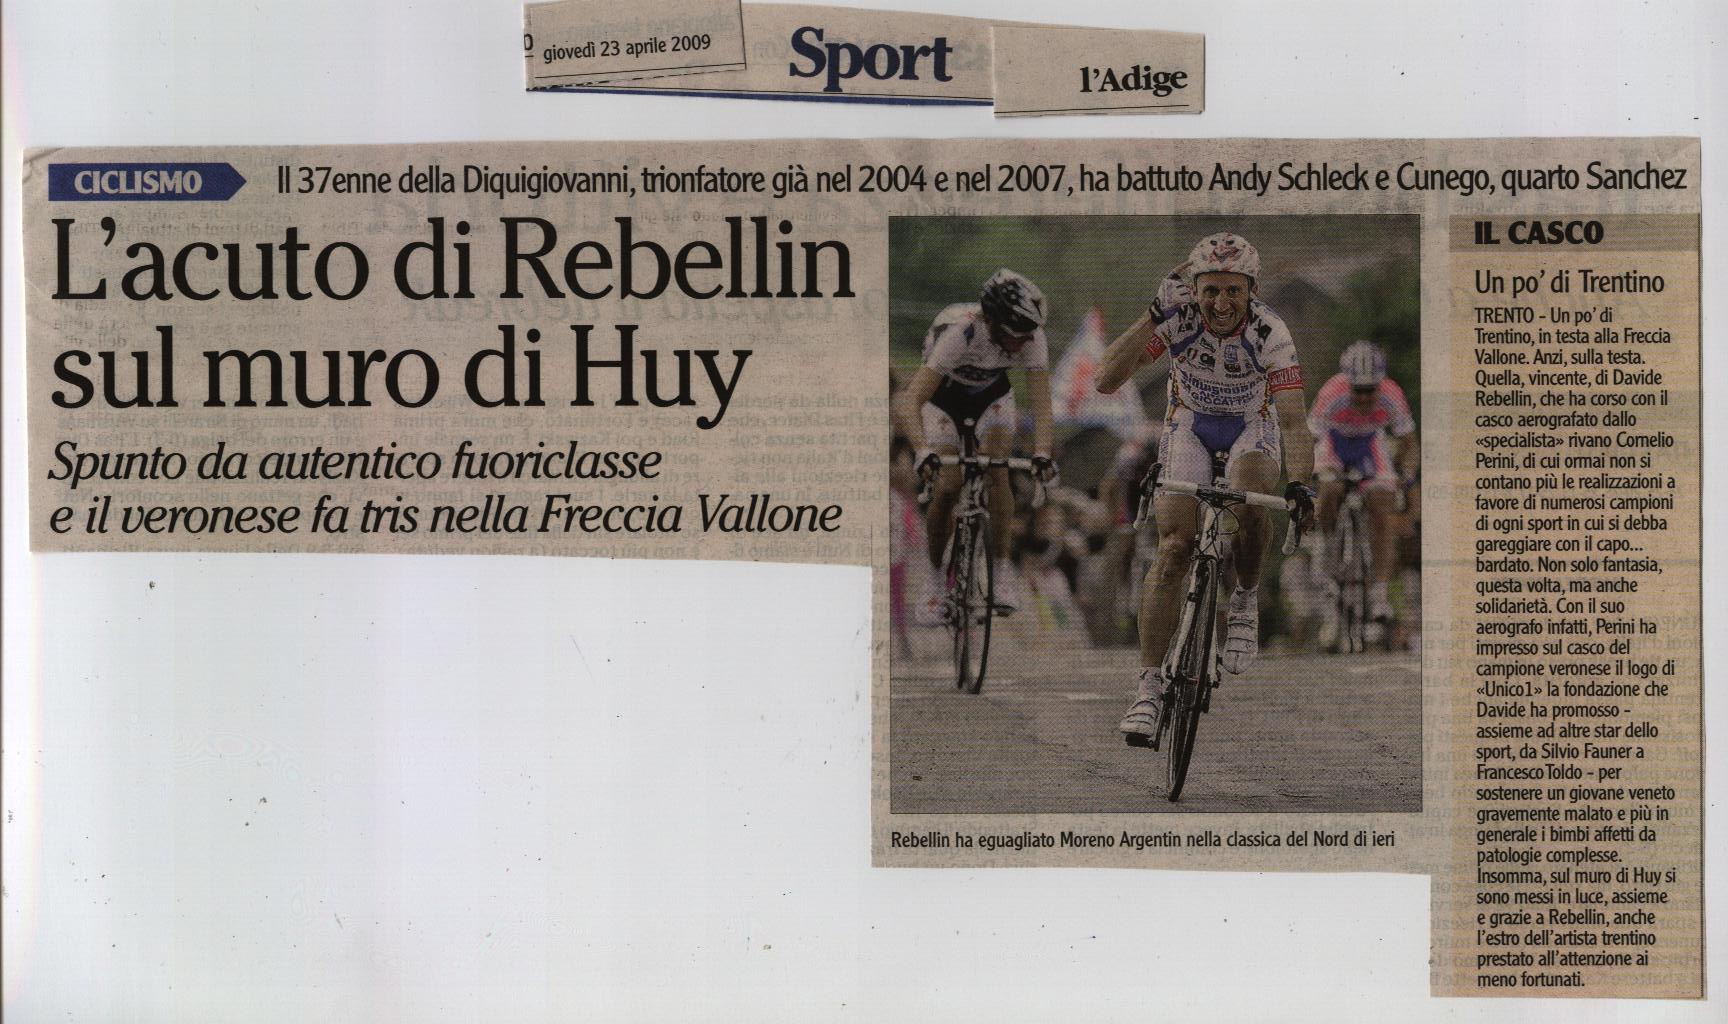 giovedì 23 aprile 2009
Sport
l'Adige
CICLISMO
Il 37enne della Diquigiovanni, trionfatore già nel 2004 e nel 2007, ha battuto Andy Schleck e Cunego, quarto Sanchez
L'acuto di Rebellin
sul muro di Huy
Spunto da autentico fuoriclasse
e il veronese fa tris nella Freccia Vallone
Rebellin ha eguagliato Moreno Argentin nella classica del Nord di ieri
IL CASCO
Un po' di Trentino
TRENTO - Un po' di
Trentino, in testa alla Freccia
Vallone. Anzi, sulla testa.
Quella, vincente, di Davide
Rebellin, che ha corso con il
casco aerografato dallo
«specialista» rivano Cornelio
Perini, di cui ormai non si
contano più le realizzazioni a
favore di numerosi campioni
di ogni sport in cui si debba
gareggiare con il capo...
bardato. Non solo fantasia,
questa volta, ma anche
solidarietà. Con il suo
aerografo infatti, Perini ha
impresso sul casco del
campione veronese il logo di
«Unico1» la fondazione che
Davide ha promosso -
assieme ad altre star dello
sport, da Silvio Fauner a
Francesco Toldo - per
sostenere un giovane veneto
gravemente malato e più in
generale i bimbi affetti da
patologie complesse.
Insomma, sul muro di Huy si
sono messi in luce, assieme
e grazie a Rebellin, anche
l'estro dell'artista trentino
prestato all'attenzione ai
meno fortunati.